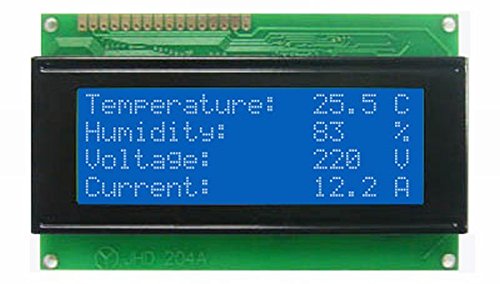 Temperature: 25.5 C
Humidity: 83 %
Voltage: 220 V
Current: 12.2 A
JHD 204A